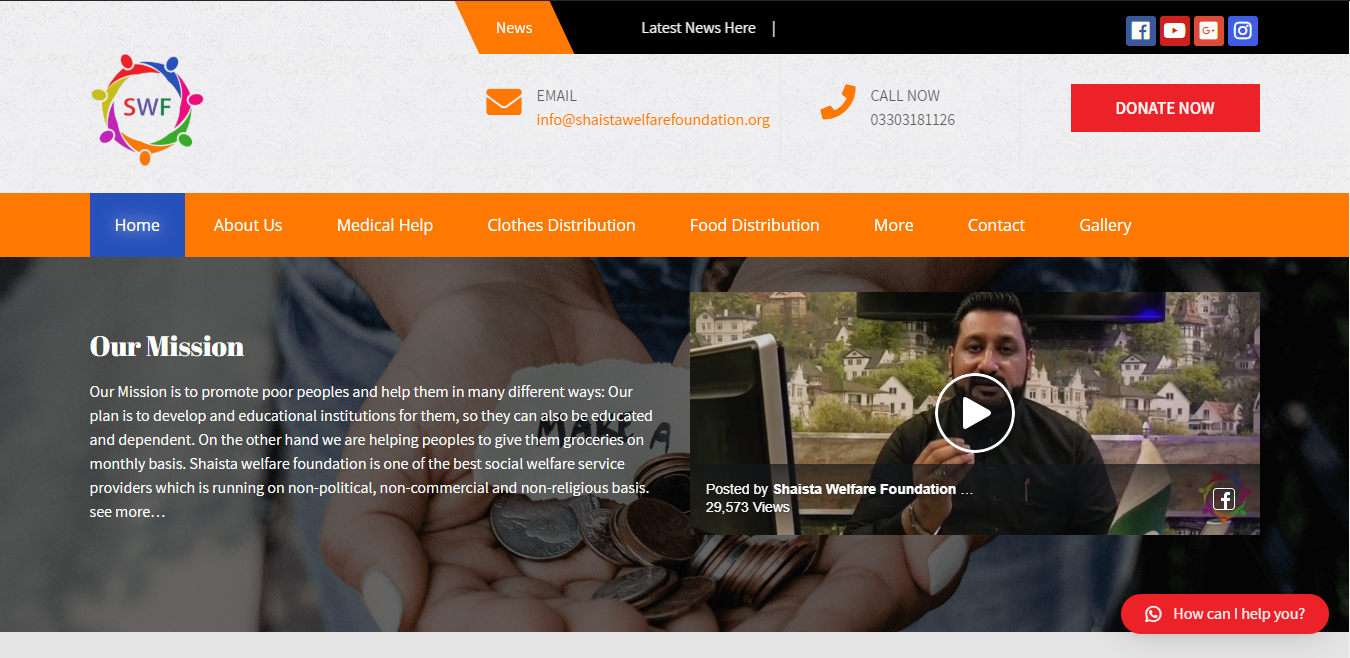 News
Latest News Here |
SWF
EMAIL
info@shaistawelfarefoundation.org
CALL NOW
03303181126
DONATE NOW
Home
About Us
Medical Help
Clothes Distribution
Food Distribution
More
Contact
Gallery
Our Mission
Our Mission is to promote poor peoples and help them in many different ways: Our
plan is to develop and educational institutions for them, so they can also be educated
and dependent. On the other hand we are helping peoples to give them groceries on
monthly basis. Shaista welfare foundation is one of the best social welfare service
providers which is running on non-political, non-commercial and non-religious basis.
see more…
MAKE A
Posted by Shaista Welfare Foundation ...
29,573 Views
How can I help you?